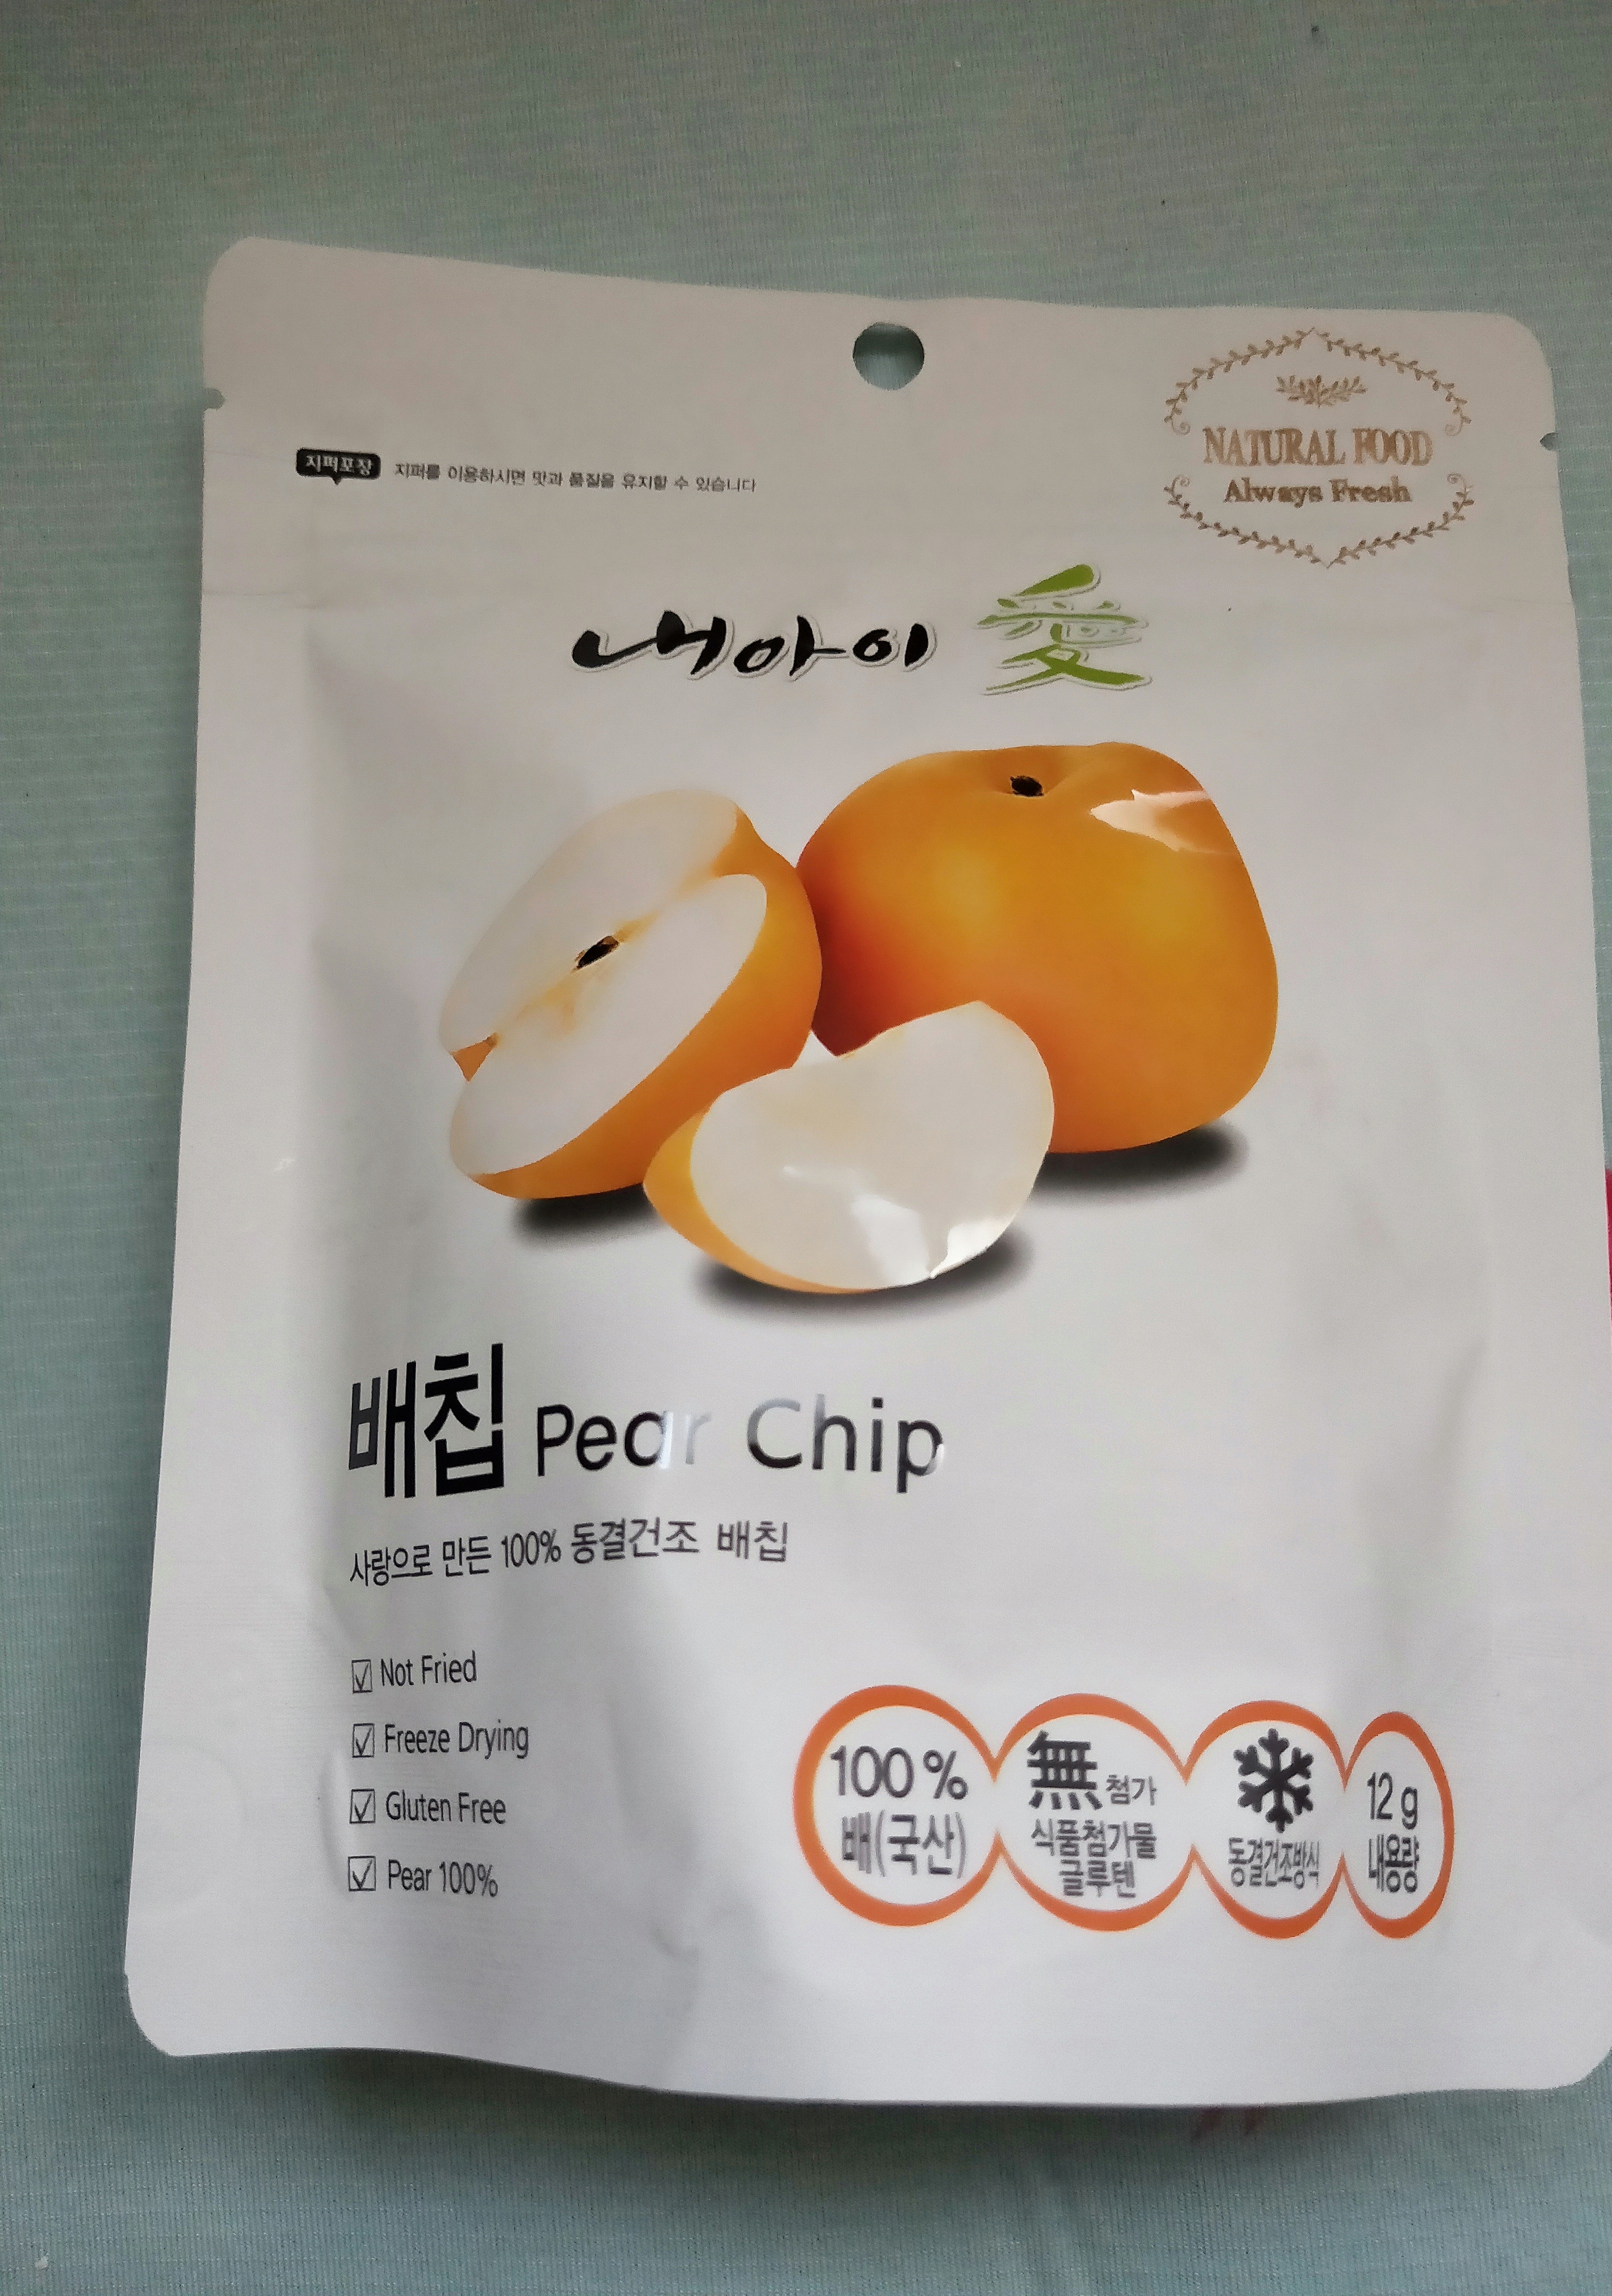 지퍼포장 지퍼를 이용하시면 맛과 품질을 유지할 수 있습니다
NATURAL FOOD
Always Fresh
내아이 愛
배칩 Pear Chip
사랑으로 만든 100% 동결건조 배칩
Not Fried
Freeze Drying
Gluten Free
Pear 100%
100%
배(국산)
無 첨가
식품첨가물
글루텐
동결건조방식
12g
내용량